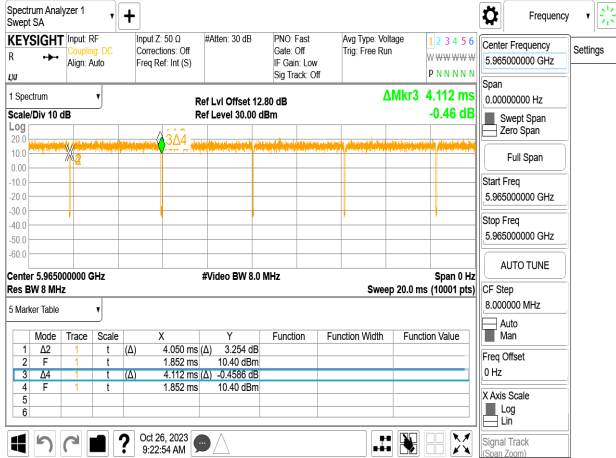 Spectrum Analyzer 1
Swept SA
Frequency
KEYSIGHT Input: RF
Coupling: DC
Align: Auto
R
LXI
Input Z: 50 Ω
Corrections: Off
Freq Ref: Int (S)
#Atten: 30 dB
PNO: Fast
Gate: Off
IF Gain: Low
Sig Track: Off
Avg Type: Voltage
Trig: Free Run
1 2 3 4 5 6
W W W W W W
P N N N N N
1 Spectrum
Scale/Div 10 dB
Ref Lvl Offset 12.80 dB
Ref Level 30.00 dBm
ΔMkr3 4.112 ms
-0.46 dB
Log
20.0
10.0
0.00
-10.0
-20.0
-30.0
-40.0
-50.0
-60.0
3Δ4
Center 5.965000000 GHz
Res BW 8 MHz
#Video BW 8.0 MHz
Span 0 Hz
Sweep 20.0 ms (10001 pts)
5 Marker Table
Mode Trace Scale X Y Function Function Width Function Value
1 Δ2 1 t (Δ) 4.050 ms (Δ) 3.254 dB
2 F 1 t 1.852 ms 10.40 dBm
3 Δ4 1 t (Δ) 4.112 ms (Δ) -0.4586 dB
4 F 1 t 1.852 ms 10.40 dBm
5
6
Oct 26, 2023
9:22:54 AM
Center Frequency
5.965000000 GHz
Settings
Span
0.00000000 Hz
Swept Span
Zero Span
Full Span
Start Freq
5.965000000 GHz
Stop Freq
5.965000000 GHz
AUTO TUNE
CF Step
8.000000 MHz
Auto
Man
Freq Offset
0 Hz
X Axis Scale
Log
Lin
Signal Track
(Span Zoom)